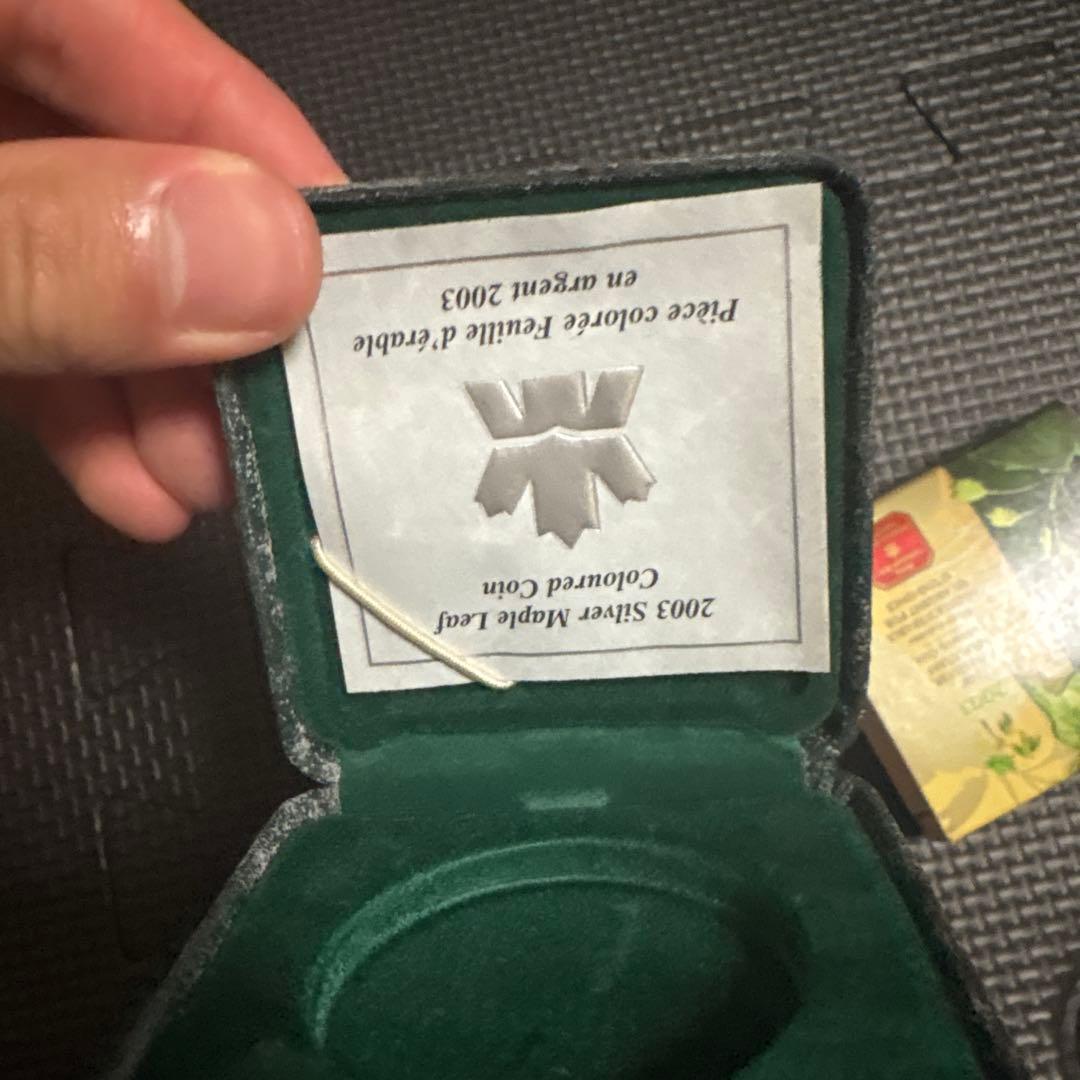 2003 Silver Maple Leaf
Coloured Coin
Pièce colorée Feuille d'érable
en argent 2003